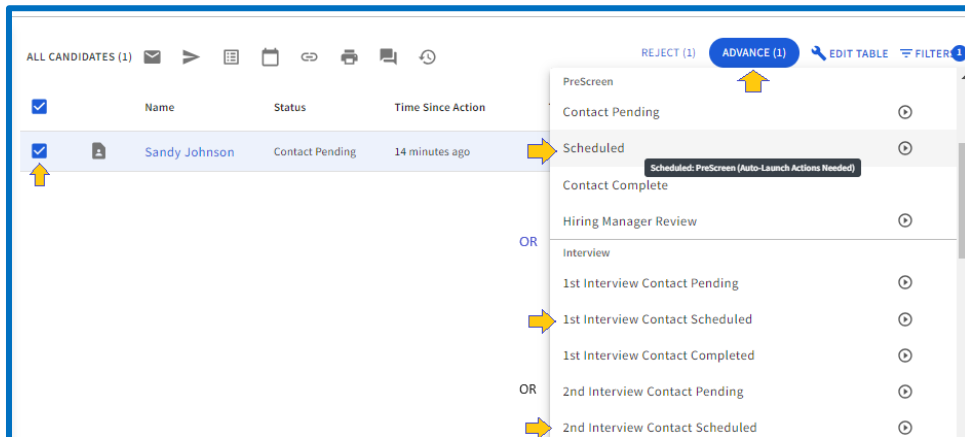 ALL CANDIDATES (1)
REJECT (1)
ADVANCE (1)
EDIT TABLE
FILTERS
1
Name
Status
Time Since Action
Sandy Johnson
Contact Pending
14 minutes ago
PreScreen
Contact Pending
Scheduled
Scheduled: PreScreen (Auto-Launch Actions Needed)
Contact Complete
Hiring Manager Review
OR
Interview
1st Interview Contact Pending
1st Interview Contact Scheduled
1st Interview Contact Completed
OR
2nd Interview Contact Pending
2nd Interview Contact Scheduled